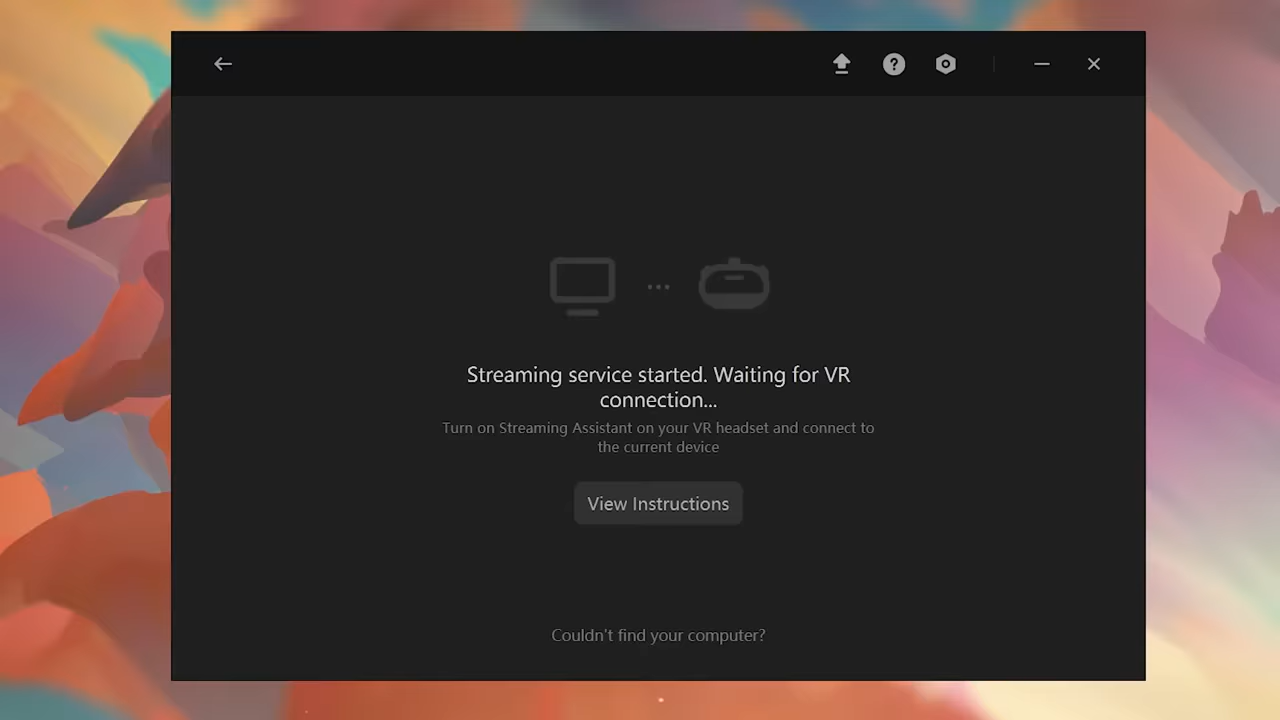 Streaming service started. Waiting for VR
connection...
Turn on Streaming Assistant on your VR headset and connect to
the current device
View Instructions
Couldn't find your computer?